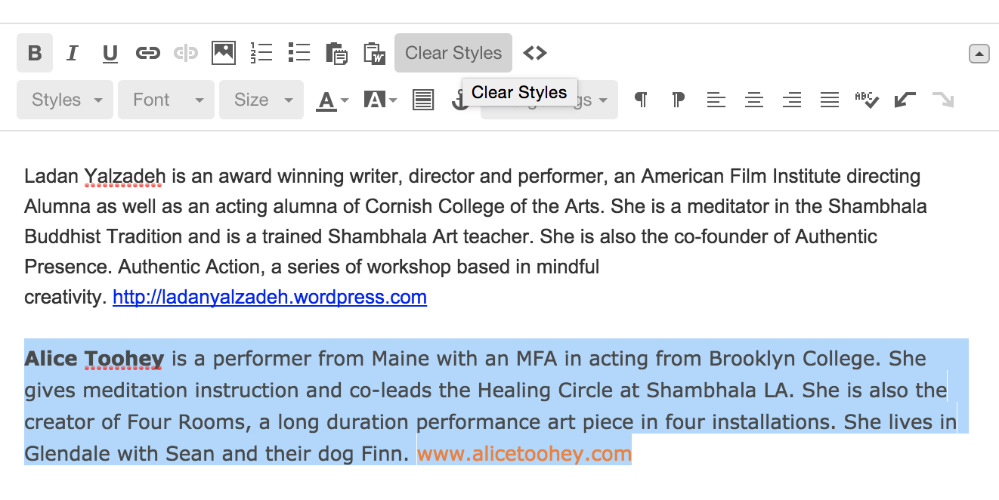 B I U Clear Styles
Styles Font Size A A Clear Styles gs ABC
Ladan Yalzadeh is an award winning writer, director and performer, an American Film Institute directing
Alumna as well as an acting alumna of Cornish College of the Arts. She is a meditator in the Shambhala
Buddhist Tradition and is a trained Shambhala Art teacher. She is also the co-founder of Authentic
Presence. Authentic Action, a series of workshop based in mindful
creativity. http://ladanyalzadeh.wordpress.com
Alice Toohey is a performer from Maine with an MFA in acting from Brooklyn College. She
gives meditation instruction and co-leads the Healing Circle at Shambhala LA. She is also the
creator of Four Rooms, a long duration performance art piece in four installations. She lives in
Glendale with Sean and their dog Finn. www.alicetoohey.com